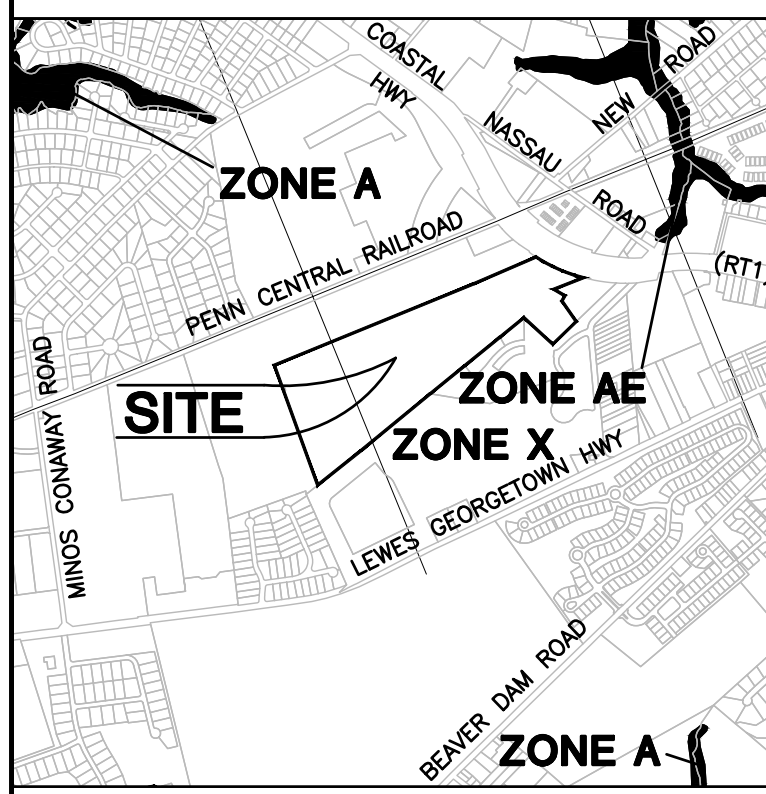 COASTAL
HWY
NEW ROAD
NASSAU ROAD
ZONE A
PENN CENTRAL RAILROAD
(RT1
MINOS CONAWAY ROAD
SITE
ZONE AE
ZONE X
LEWES GEORGETOWN HWY
BEAVER DAM ROAD
ZONE A